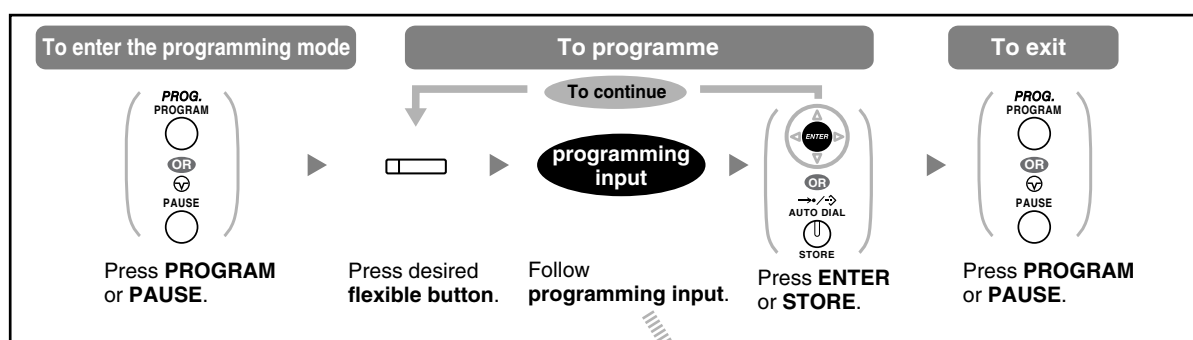 To enter the programming mode
To programme
To exit
To continue
PROG.
PROGRAM
OR
PAUSE
programming
input
ENTER
OR
AUTO DIAL
STORE
PROG.
PROGRAM
OR
PAUSE
Press PROGRAM
or PAUSE.
Press desired
flexible button.
Follow
programming input.
Press ENTER
or STORE.
Press PROGRAM
or PAUSE.